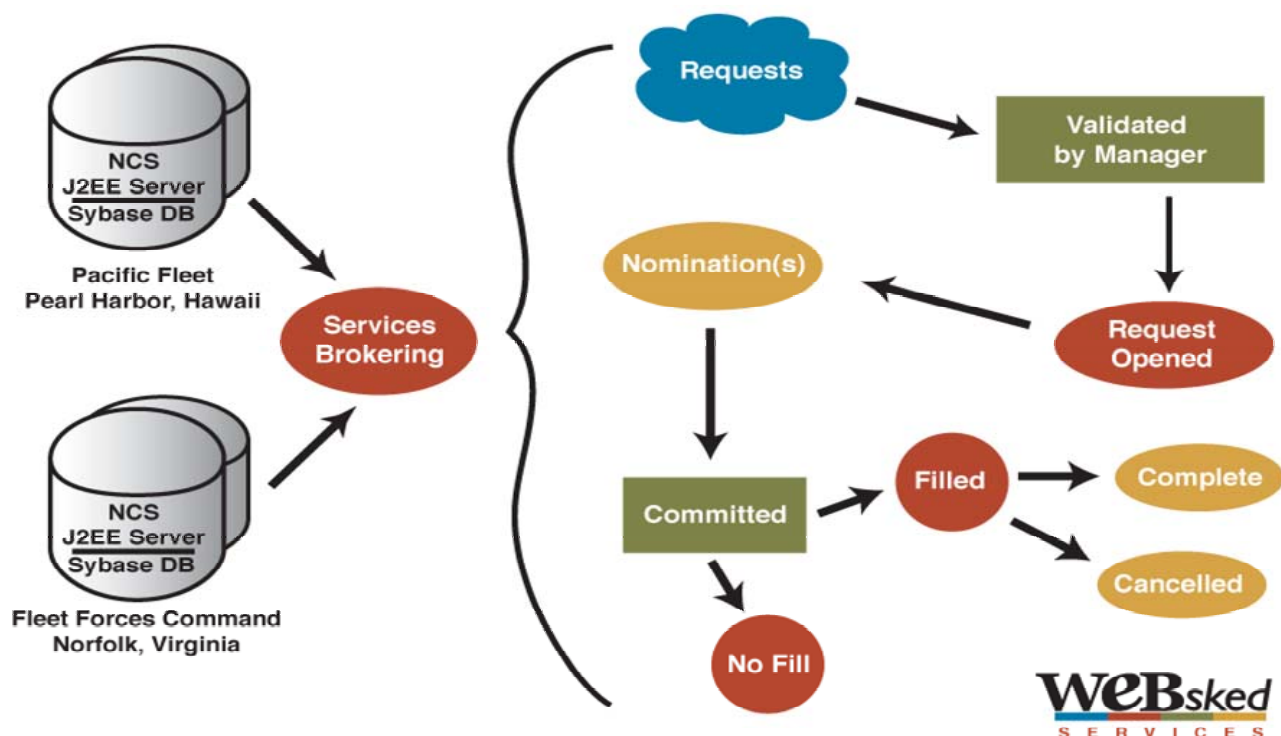 NCS
J2EE Server
Sybase DB
Pacific Fleet
Pearl Harbor, Hawaii
NCS
J2EE Server
Sybase DB
Fleet Forces Command
Norfolk, Virginia
Services
Brokering
Requests
Validated
by Manager
Request
Opened
Nomination(s)
Committed
No Fill
Filled
Complete
Cancelled
WeBsked
SERVICES